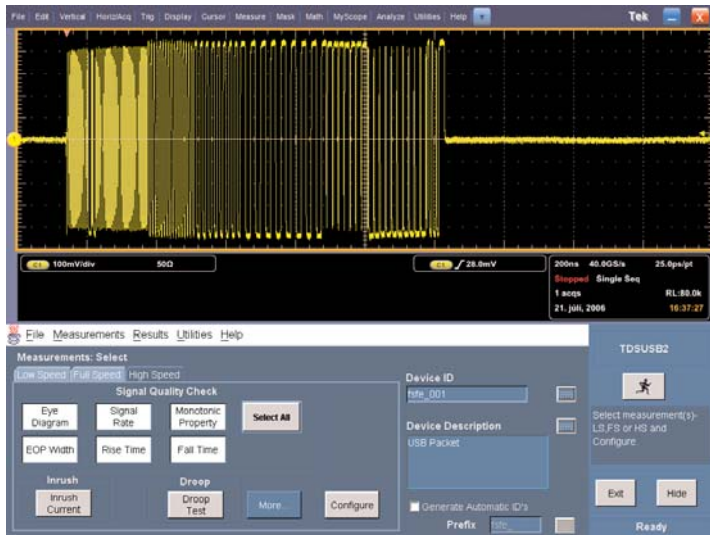 File Edit Vertical Horiz/Acq Trig Display Cursor Measure Mask Math MyScope Analyze Utilities Help Tek
C1 100mV/div 50Ω C1 28.0mV
200ns 40.0GS/s 25.0ps/pt
Stopped Single Seq
1 acqs RL:80.0k
21. júlí, 2006 16:37:27
File Measurements Results Utilities Help
Measurements: Select
Low Speed Full Speed High Speed
Signal Quality Check
Eye Diagram
Signal Rate
Monotonic Property
Select All
EOP Width
Rise Time
Fall Time
Inrush
Inrush Current
Droop
Droop Test
More...
Configure
Device ID
fsfe_001
Device Description
USB Packet
Generate Automatic ID's
Prefix fsfe_
TDSUSB2
Select measurement(s)-
LS,FS or HS and
Configure.
Exit Hide
Ready